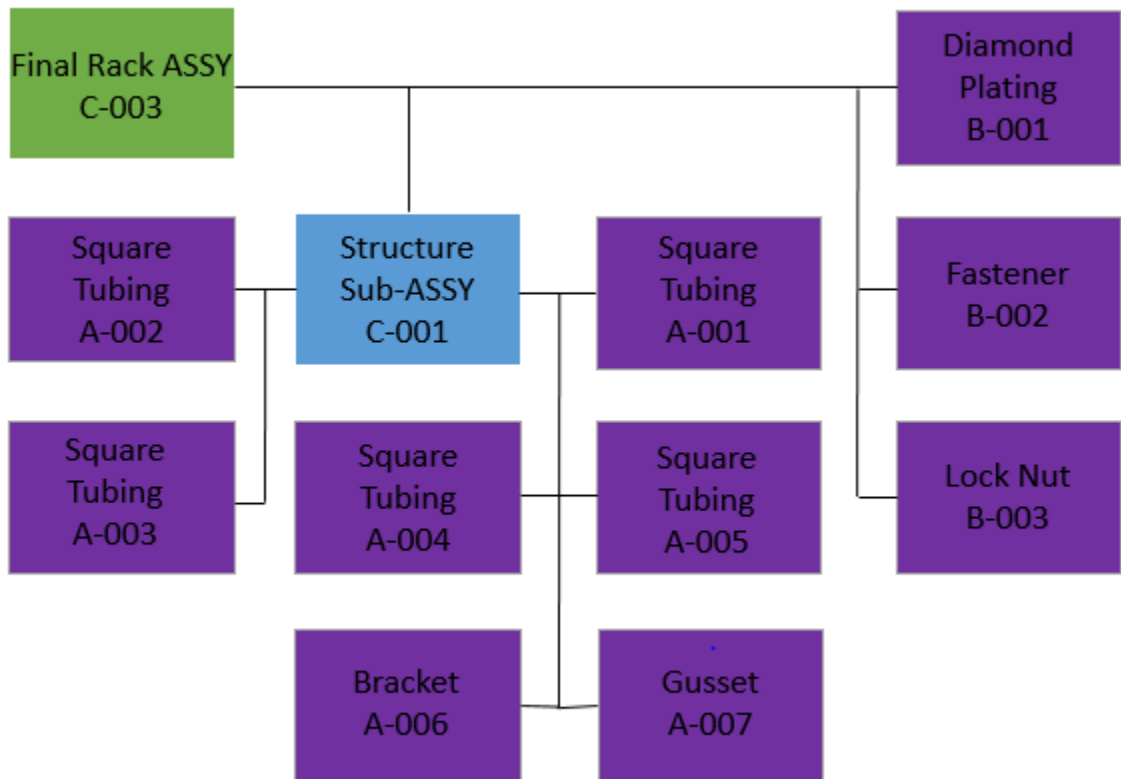 Final Rack ASSY
C-003
Diamond
Plating
B-001
Square
Tubing
A-002
Structure
Sub-ASSY
C-001
Square
Tubing
A-001
Fastener
B-002
Square
Tubing
A-003
Square
Tubing
A-004
Square
Tubing
A-005
Lock Nut
B-003
Bracket
A-006
Gusset
A-007